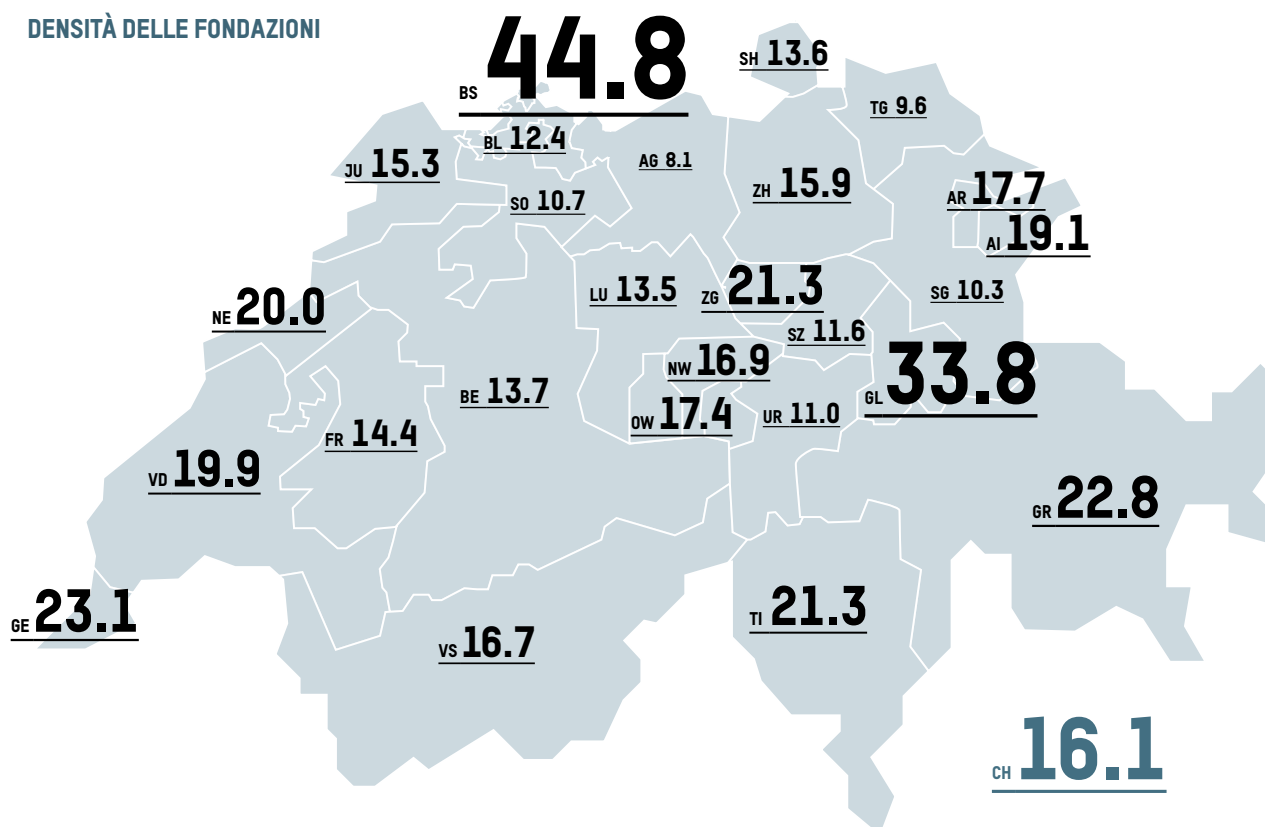 DENSITÀ DELLE FONDAZIONI
BS 44.8
SH 13.6
TG 9.6
BL 12.4
JU 15.3
AG 8.1
SO 10.7
ZH 15.9
AR 17.7
AI 19.1
LU 13.5
ZG 21.3
SG 10.3
NE 20.0
SZ 11.6
NW 16.9
GL 33.8
BE 13.7
OW 17.4
UR 11.0
FR 14.4
VD 19.9
GR 22.8
GE 23.1
TI 21.3
VS 16.7
CH 16.1